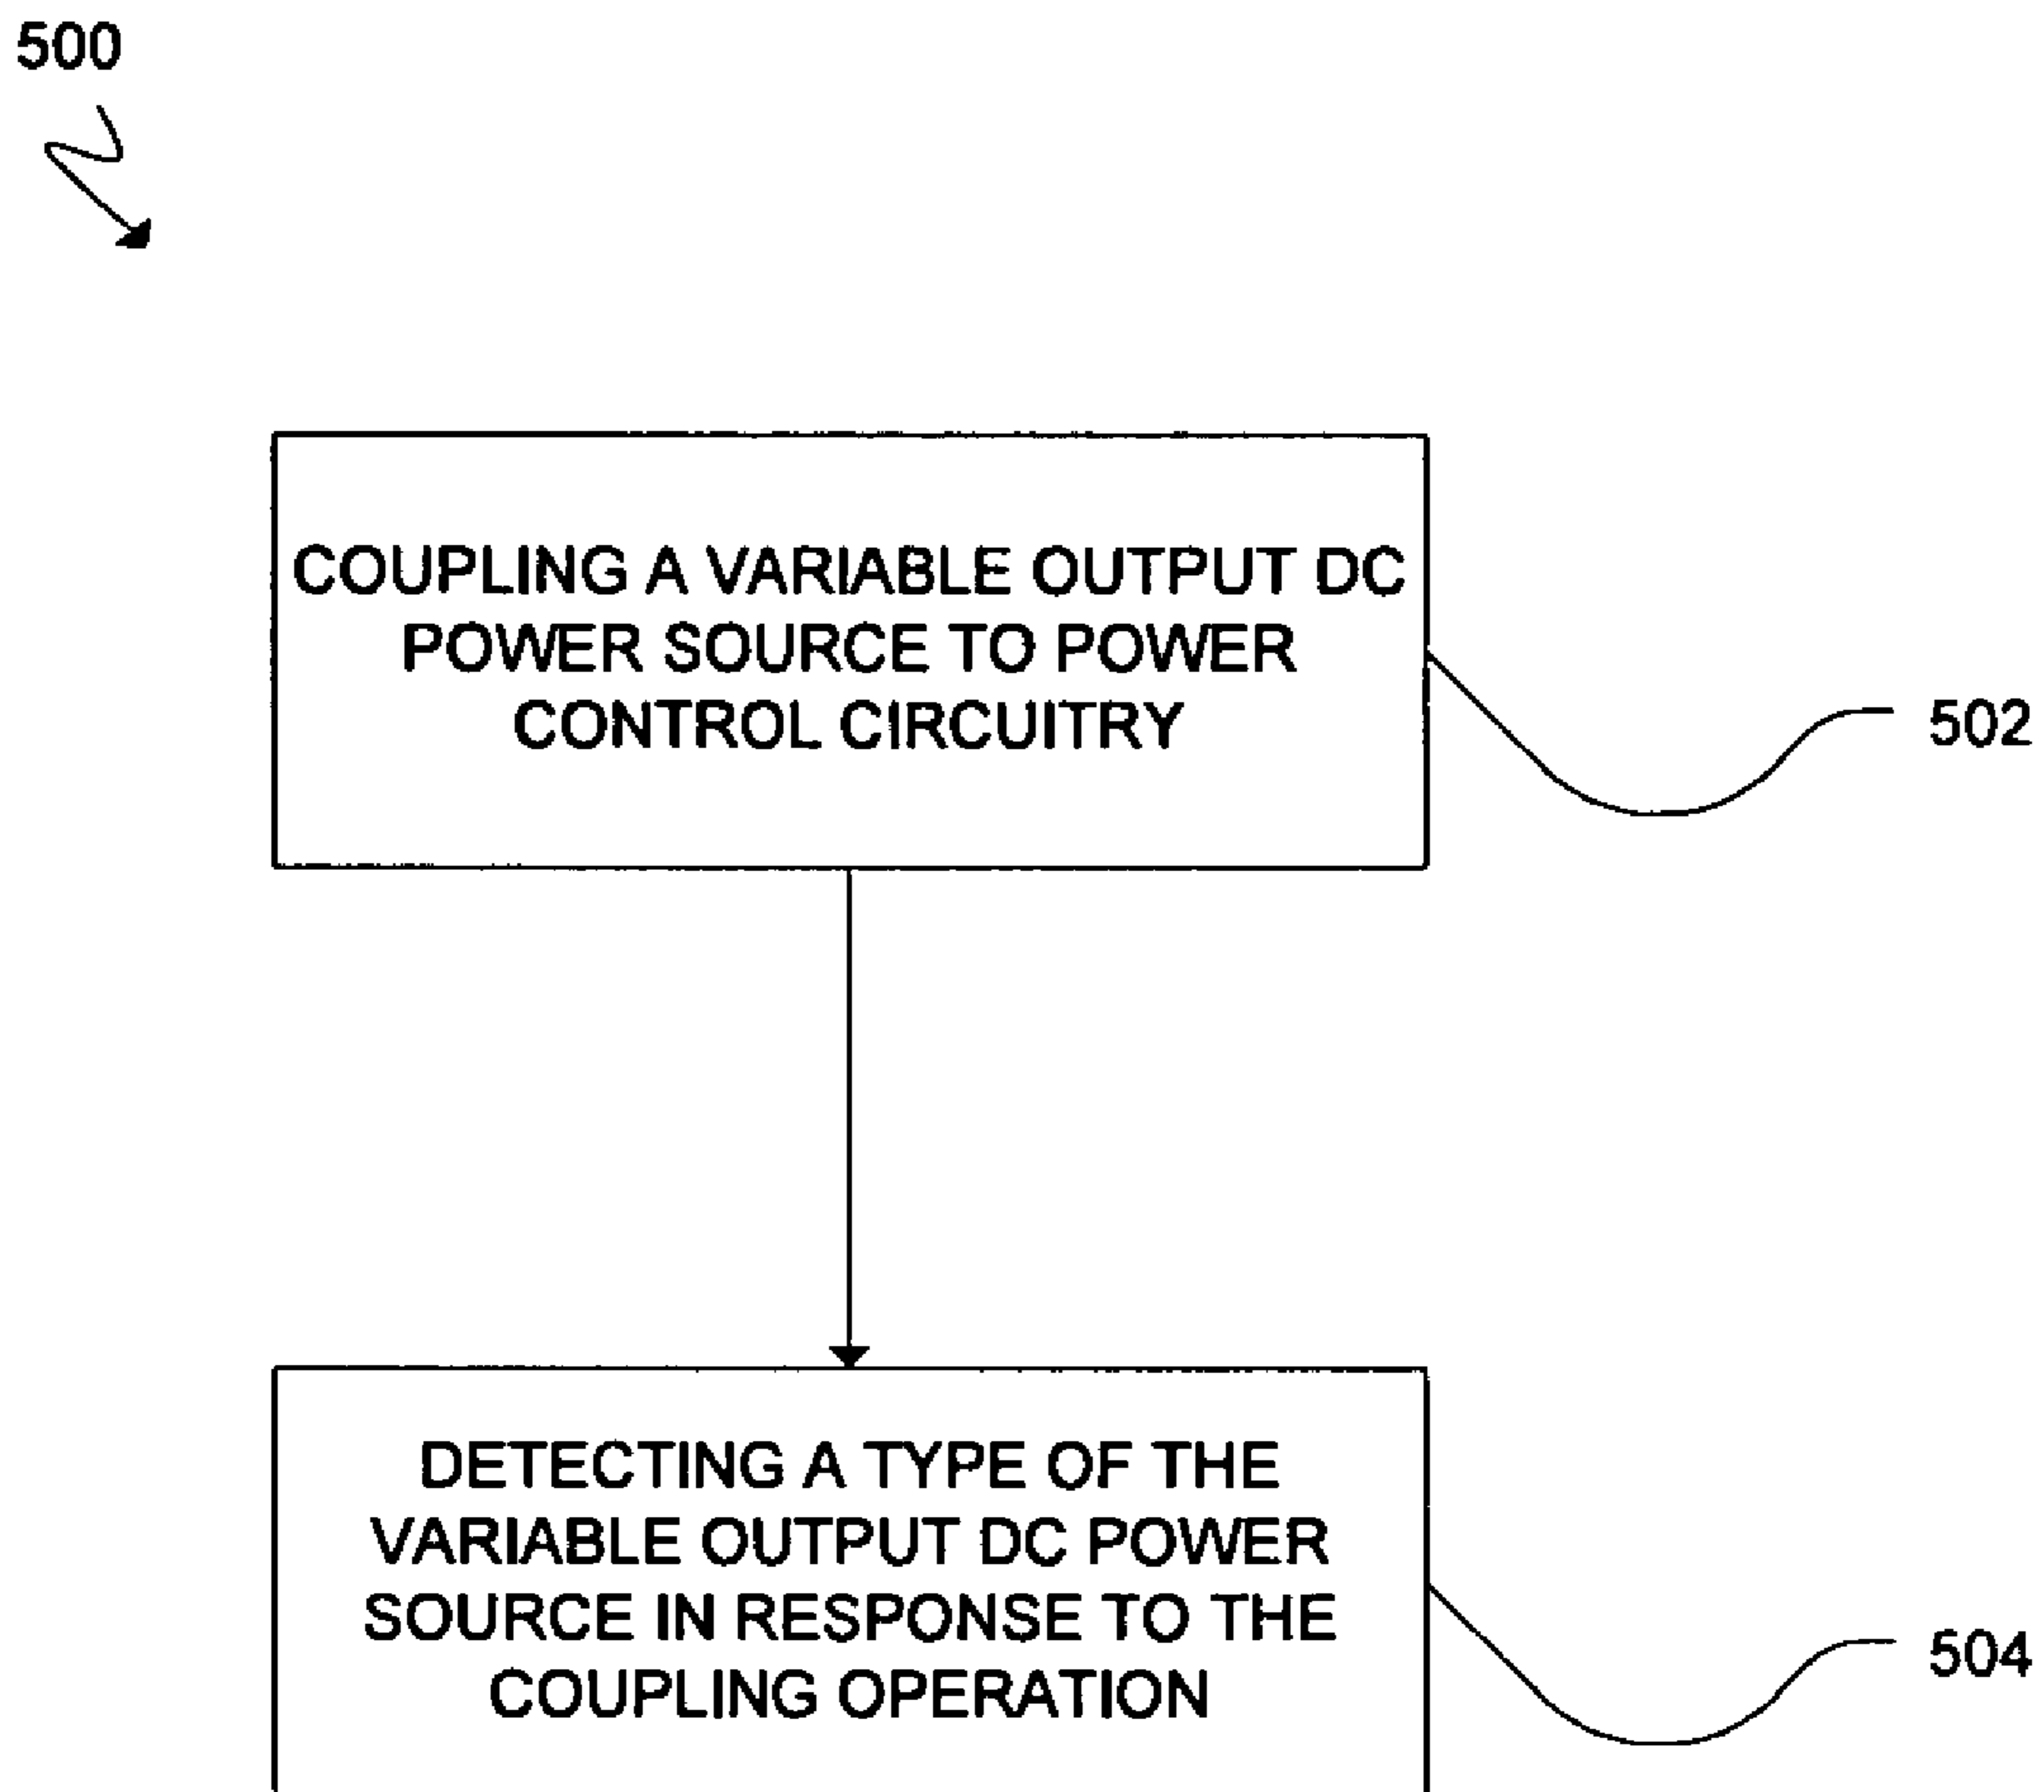 500
COUPLING A VARIABLE OUTPUT DC
POWER SOURCE TO POWER
CONTROL CIRCUITRY
502
DETECTING A TYPE OF THE
VARIABLE OUTPUT DC POWER
SOURCE IN RESPONSE TO THE
COUPLING OPERATION
504